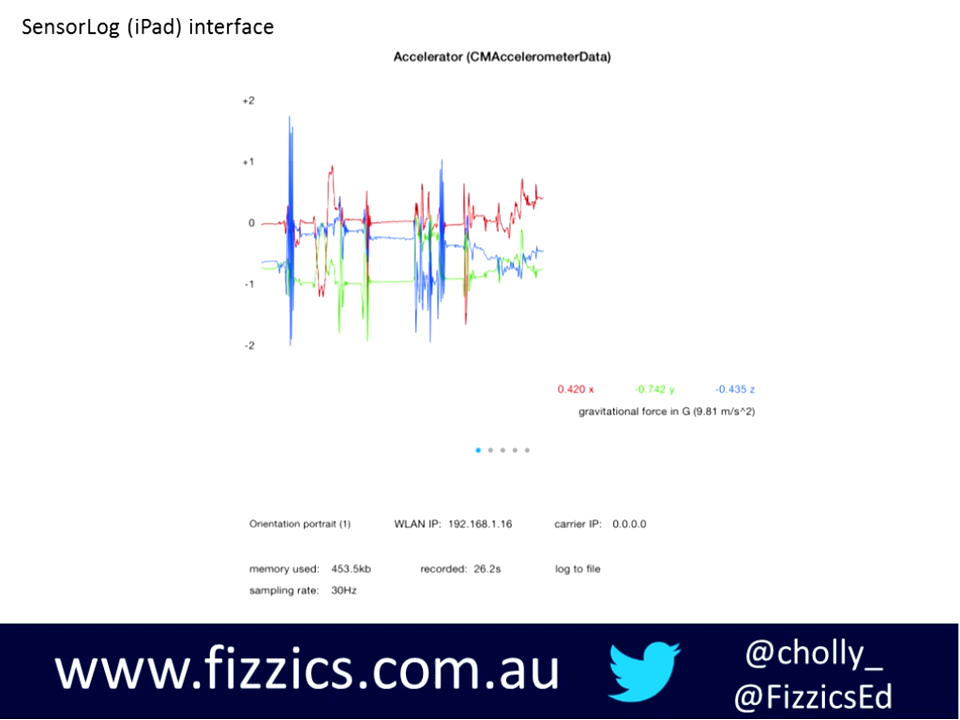 SensorLog (iPad) interface
Accelerator (CMAccelerometerData)
+2
+1
0
-1
-2
0.420 x -0.742 y -0.435 z
gravitational force in G (9.81 m/s^2)
Orientation portrait (1) WLAN IP: 192.168.1.16 carrier IP: 0.0.0.0
memory used: 453.5kb recorded: 26.2s log to file
sampling rate: 30Hz
www.fizzics.com.au
@cholly_
@FizzicsEd